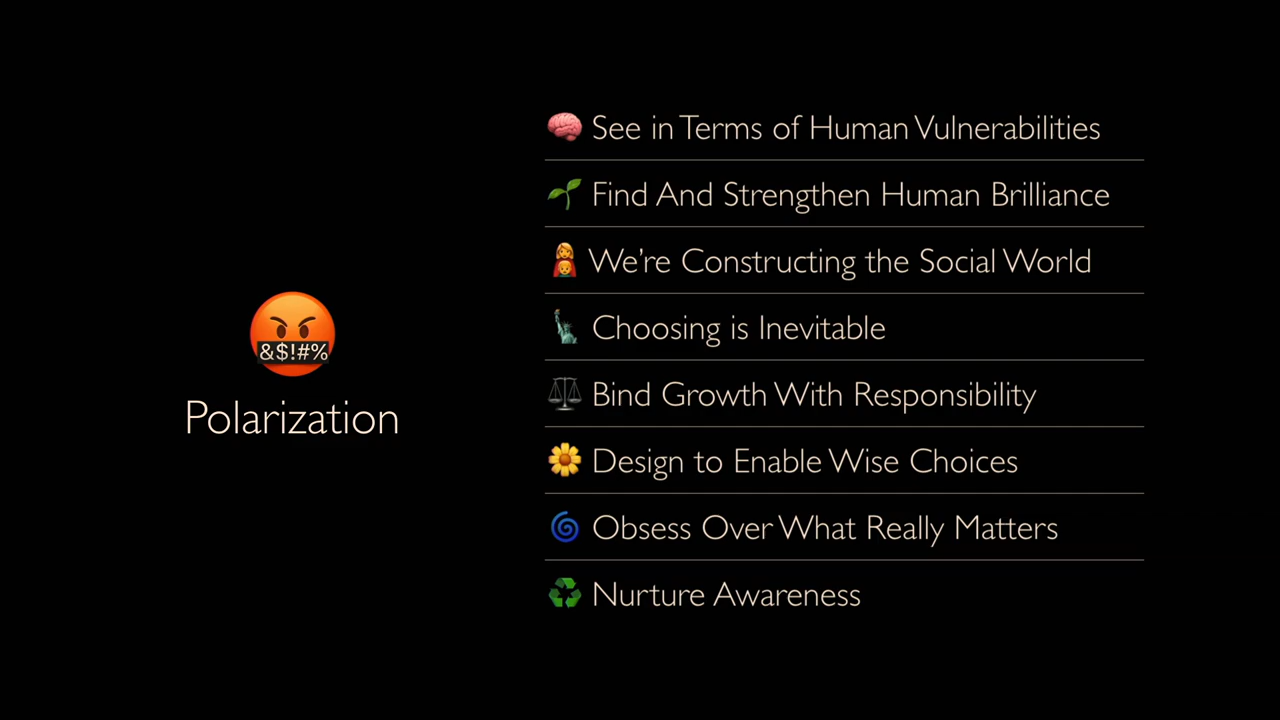 See in Terms of Human Vulnerabilities
Find And Strengthen Human Brilliance
We're Constructing the Social World
Choosing is Inevitable
&$!#%
Polarization
Bind Growth With Responsibility
Design to Enable Wise Choices
Obsess Over What Really Matters
Nurture Awareness